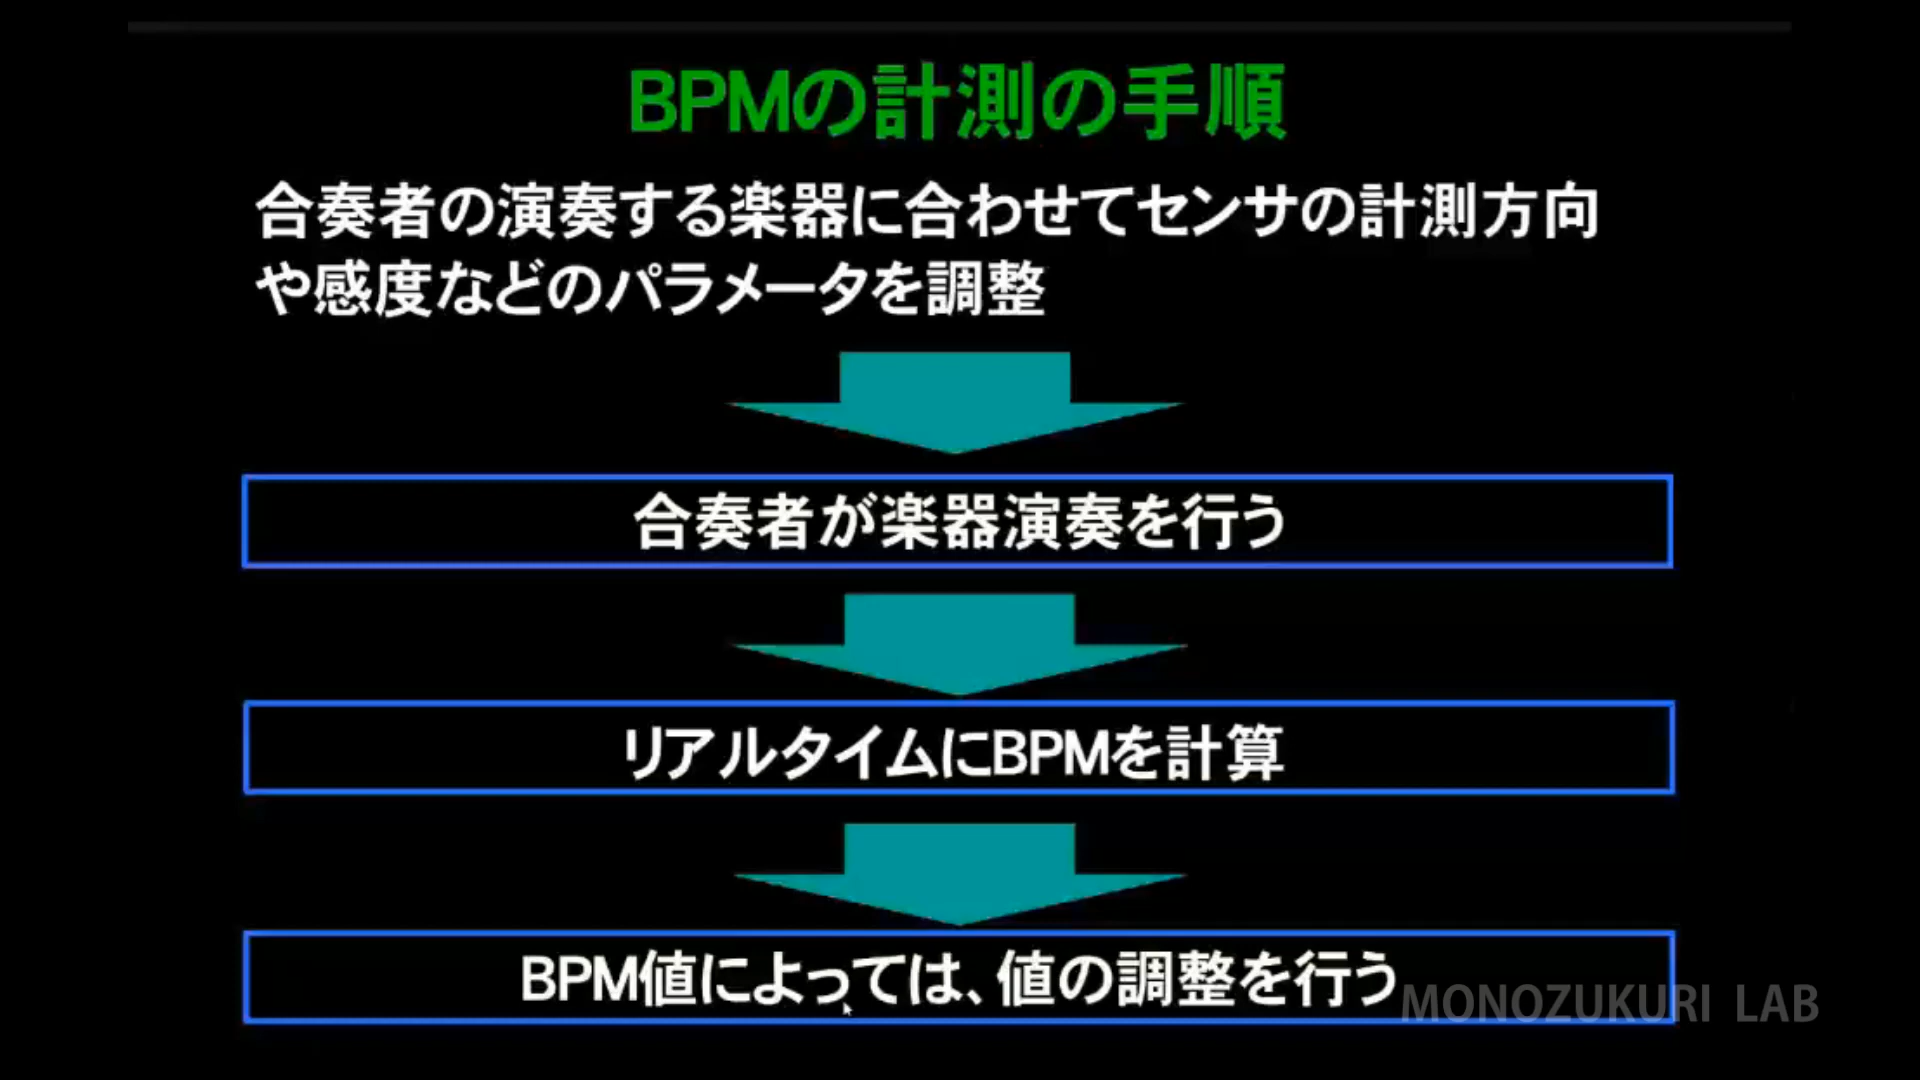 BPMの計測の手順
合奏者の演奏する楽器に合わせてセンサの計測方向
や感度などのパラメータを調整
合奏者が楽器演奏を行う
リアルタイムにBPMを計算
BPM値によっては、値の調整を行う
MONOZUKURI LAB